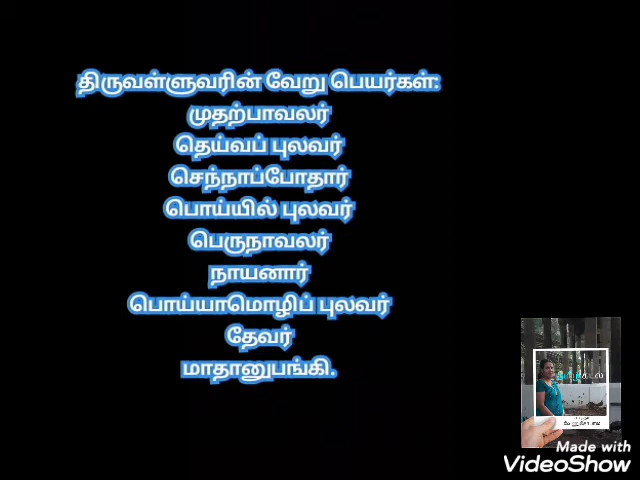 திருவள்ளுவரின் வேறு பெயர்கள்:
முதற்பாவலர்
தெய்வப் புலவர்
செந்நாப்போதார்
பொய்யில் புலவர்
பெருநாவலர்
நாயனார்
பொய்யாமொழிப் புலவர்
தேவர்
மாதானுபங்கி.
Made with
VideoShow